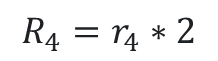 R₄ = r₄ * 2